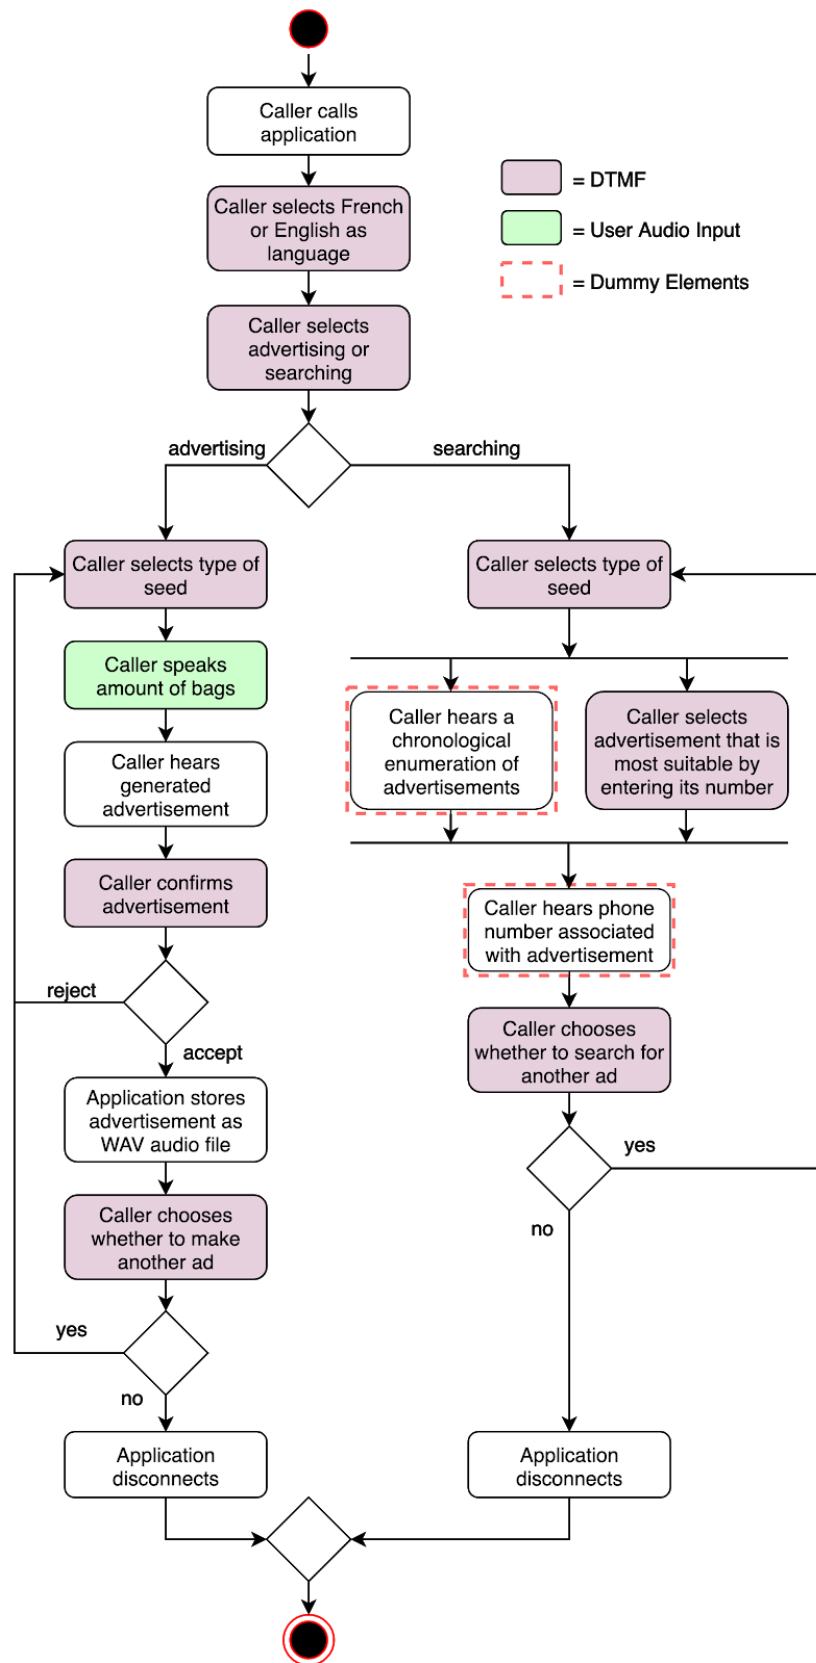 Caller calls
application
Caller selects French
or English as
language
Caller selects
advertising or
searching
= DTMF
= User Audio Input
= Dummy Elements
advertising
searching
Caller selects type of
seed
Caller speaks
amount of bags
Caller hears
generated
advertisement
Caller confirms
advertisement
reject
accept
Application stores
advertisement as
WAV audio file
Caller chooses
whether to make
another ad
yes
no
Application
disconnects
Caller selects type of
seed
Caller hears a
chronological
enumeration of
advertisements
Caller selects
advertisement that is
most suitable by
entering its number
Caller hears phone
number associated
with advertisement
Caller chooses
whether to search for
another ad
yes
no
Application
disconnects